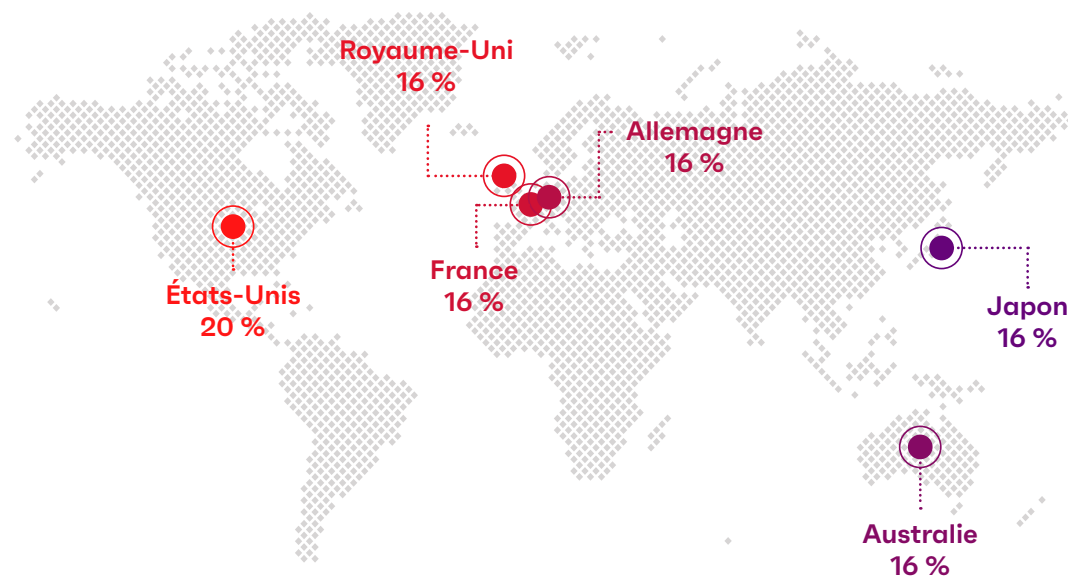 Royaume-Uni
16 %
Allemagne
16 %
France
16 %
États-Unis
20 %
Japon
16 %
Australie
16 %